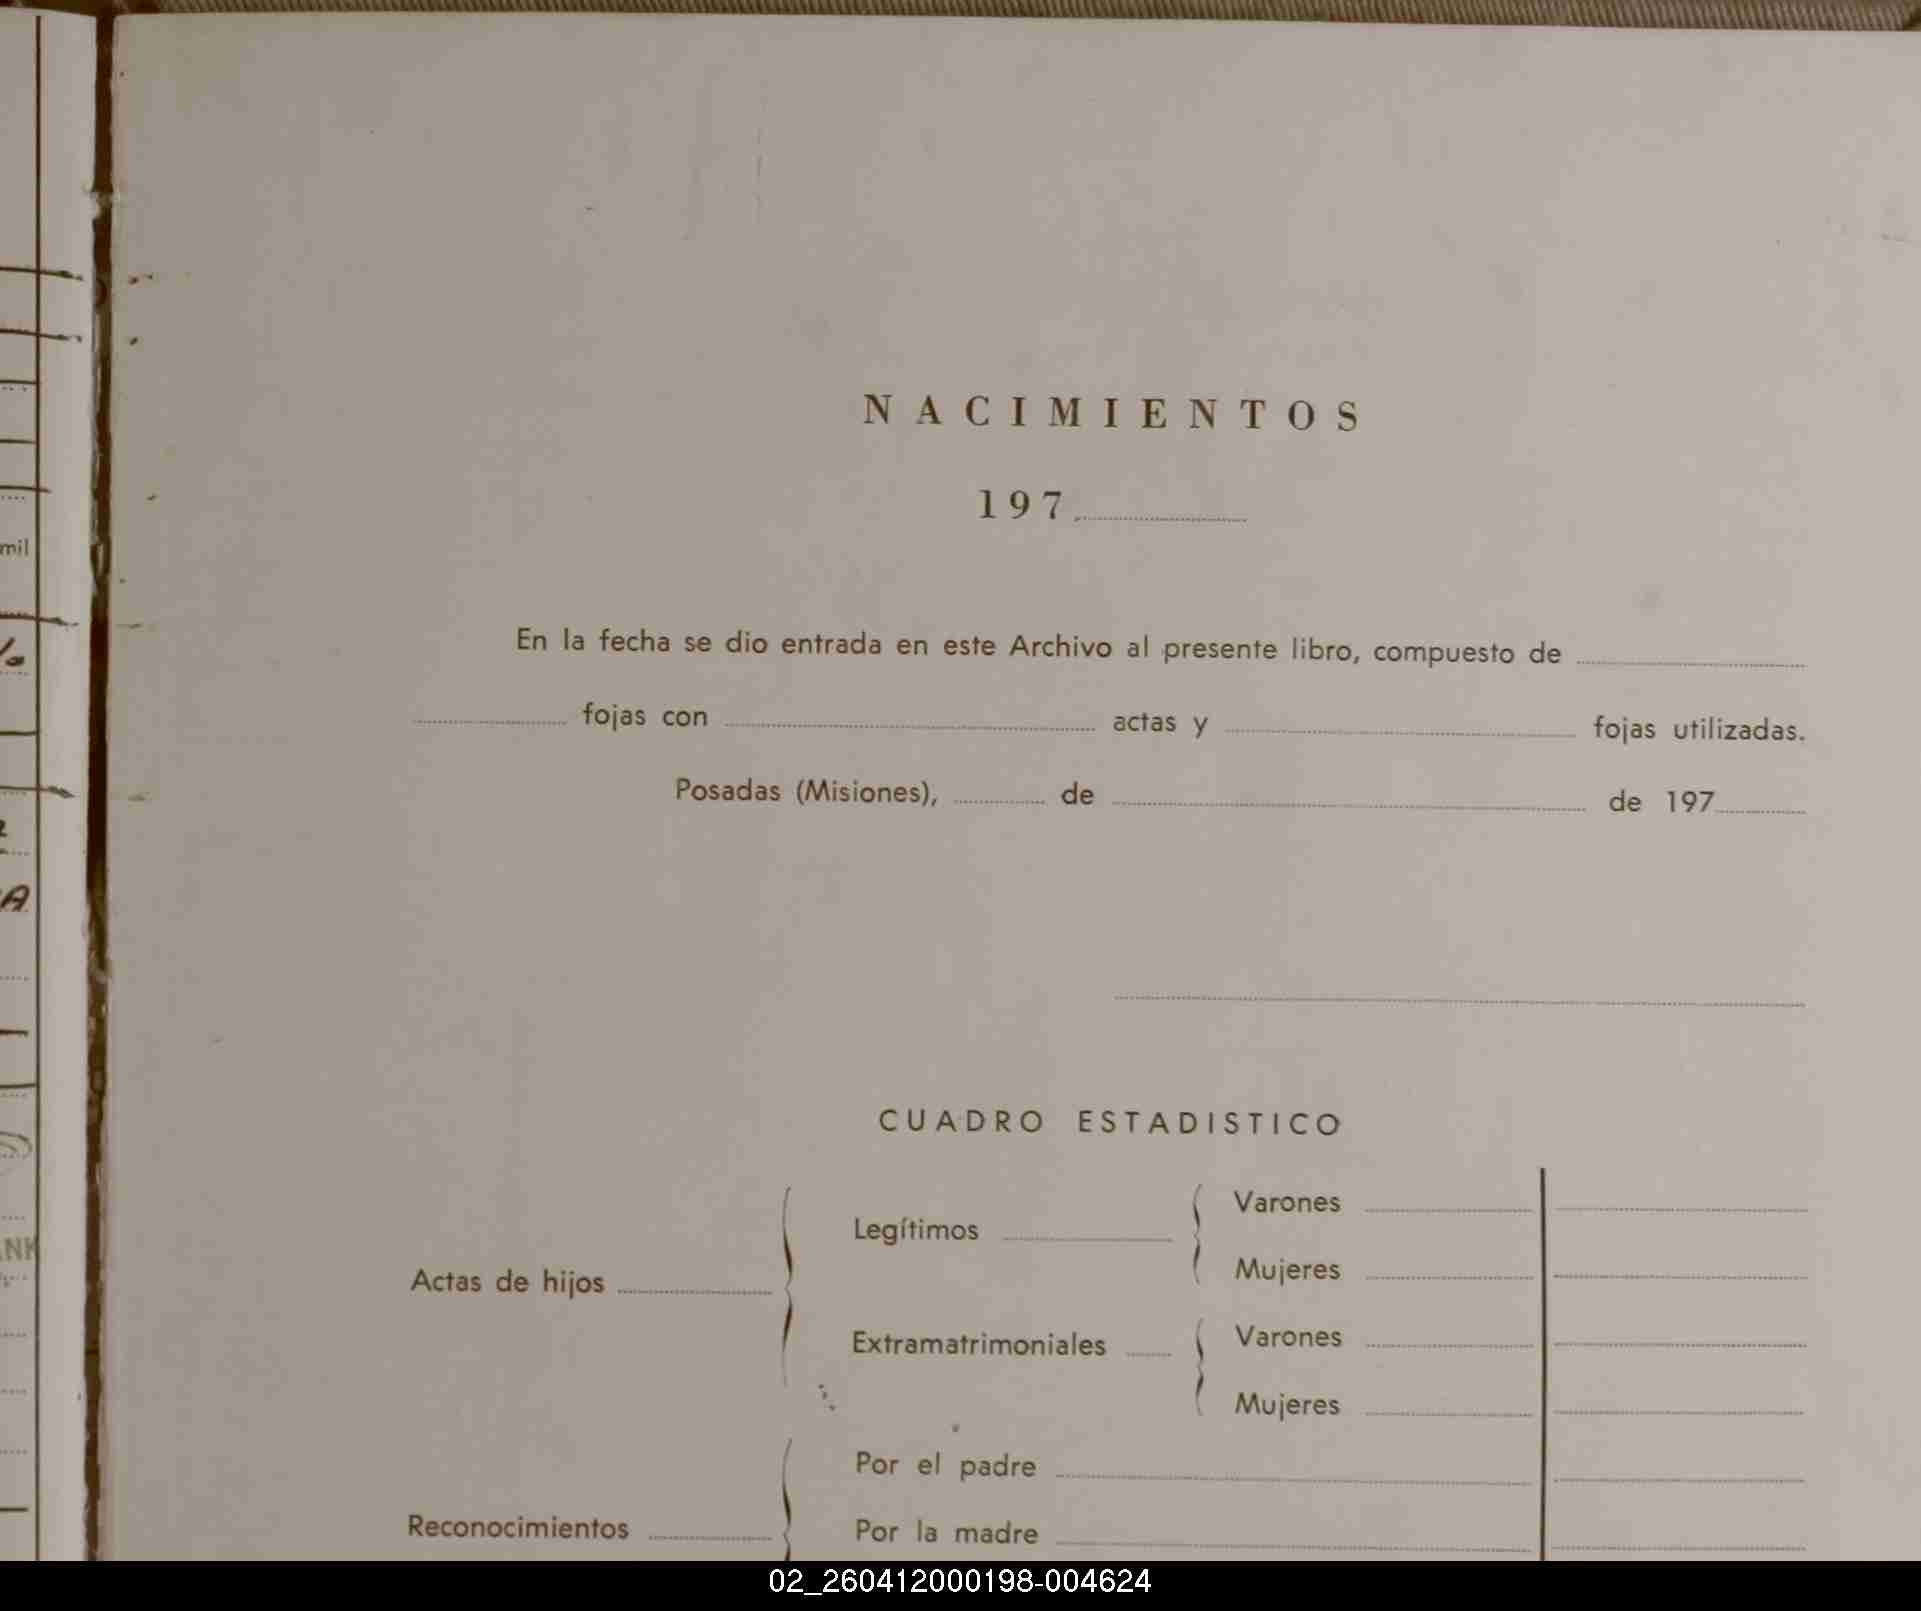 NACIMIENTOS
197
En la fecha se dio entrada en este Archivo al presente libro, compuesto de
fojas con actas y fojas utilizadas.
Posadas (Misiones), de de 197
CUADRO ESTADISTICO
Actas de hijos
Legítimos
Varones
Mujeres
Extramatrimoniales
Varones
Mujeres
Reconocimientos
Por el padre
Por la madre
mil
02_260412000198-004624